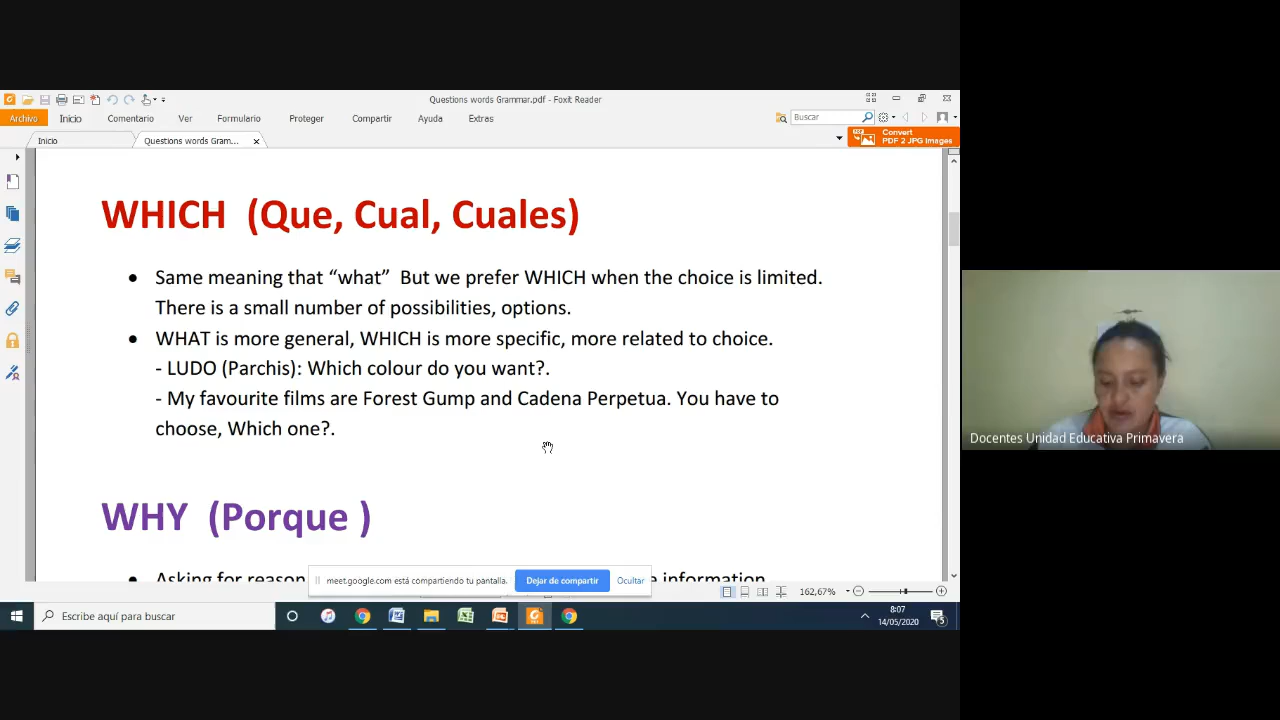 Questions words Grammar.pdf - Foxit Reader
Archivo Inicio Comentario Ver Formulario Proteger Compartir Ayuda Extras
Buscar
Inicio
Questions words Gram...
Convert
PDF 2 JPG Images
WHICH (Que, Cual, Cuales)
Same meaning that “what” But we prefer WHICH when the choice is limited.
There is a small number of possibilities, options.
WHAT is more general, WHICH is more specific, more related to choice.
- LUDO (Parchis): Which colour do you want?.
- My favourite films are Forest Gump and Cadena Perpetua. You have to
choose, Which one?.
WHY (Porque )
Asking for reason information
meet.google.com está compartiendo tu pantalla.
Dejar de compartir
Ocultar
162,67%
Escribe aquí para buscar
8:07
14/05/2020
5
Docentes Unidad Educativa Primavera